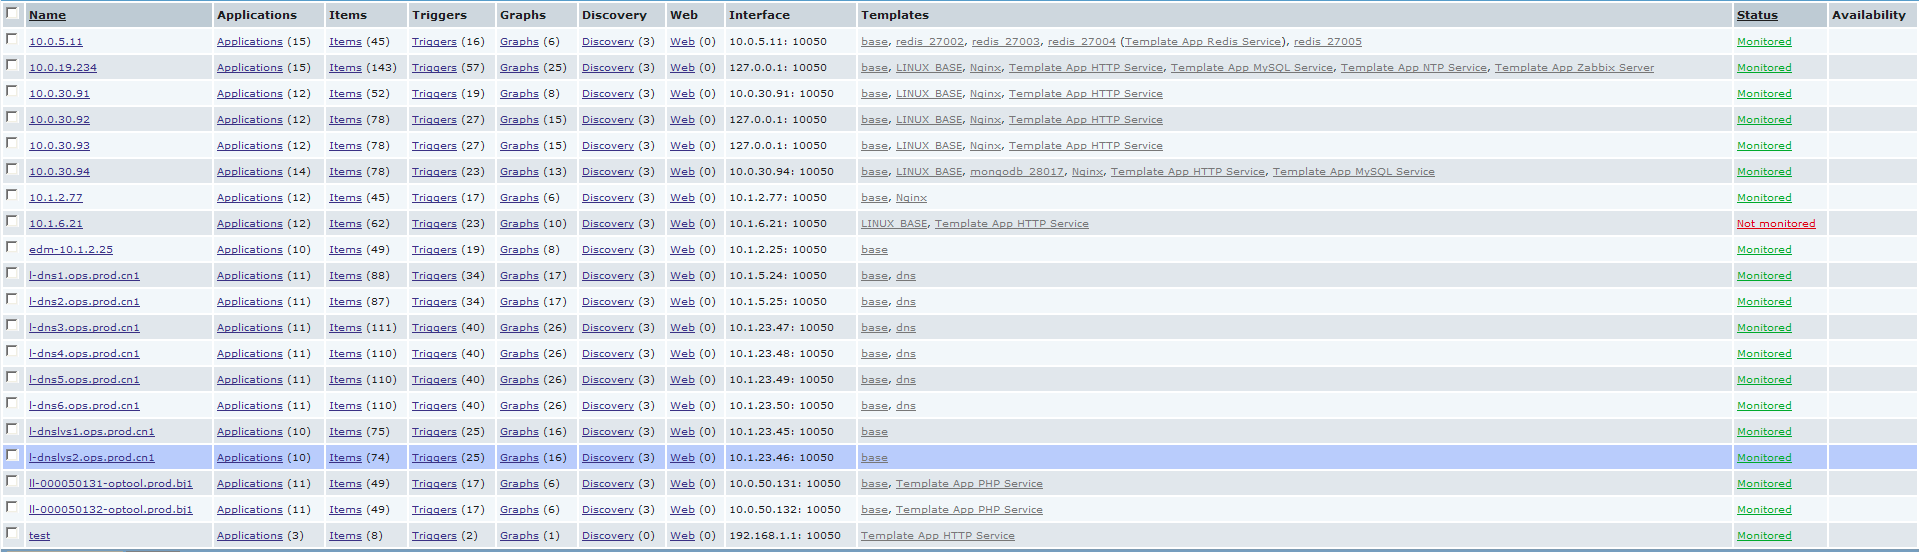 Name Applications Items Triggers Graphs Discovery Web Interface Templates Status Availability
10.0.5.11 Applications (15) Items (45) Triggers (16) Graphs (6) Discovery (3) Web (0) 10.0.5.11: 10050 base, redis_27002, redis_27003, redis_27004 (Template App Redis Service), redis_27005 Monitored
10.0.19.234 Applications (15) Items (143) Triggers (57) Graphs (25) Discovery (3) Web (0) 127.0.0.1: 10050 base, LINUX_BASE, Nginx, Template App HTTP Service, Template App MySQL Service, Template App NTP Service, Template App Zabbix Server Monitored
10.0.30.91 Applications (12) Items (52) Triggers (19) Graphs (8) Discovery (3) Web (0) 10.0.30.91: 10050 base, LINUX_BASE, Nginx, Template App HTTP Service Monitored
10.0.30.92 Applications (12) Items (78) Triggers (27) Graphs (15) Discovery (3) Web (0) 127.0.0.1: 10050 base, LINUX_BASE, Nginx, Template App HTTP Service Monitored
10.0.30.93 Applications (12) Items (78) Triggers (27) Graphs (15) Discovery (3) Web (0) 127.0.0.1: 10050 base, LINUX_BASE, Nginx, Template App HTTP Service Monitored
10.0.30.94 Applications (14) Items (78) Triggers (23) Graphs (13) Discovery (3) Web (0) 10.0.30.94: 10050 base, LINUX_BASE, mongodb_28017, Nginx, Template App HTTP Service, Template App MySQL Service Monitored
10.1.2.77 Applications (12) Items (45) Triggers (17) Graphs (6) Discovery (3) Web (0) 10.1.2.77: 10050 base, Nginx Monitored
10.1.6.21 Applications (12) Items (62) Triggers (23) Graphs (10) Discovery (3) Web (0) 10.1.6.21: 10050 LINUX_BASE, Template App HTTP Service Not monitored
edm-10.1.2.25 Applications (10) Items (49) Triggers (19) Graphs (8) Discovery (3) Web (0) 10.1.2.25: 10050 base Monitored
l-dns1.ops.prod.cn1 Applications (11) Items (88) Triggers (34) Graphs (17) Discovery (3) Web (0) 10.1.5.24: 10050 base, dns Monitored
l-dns2.ops.prod.cn1 Applications (11) Items (87) Triggers (34) Graphs (17) Discovery (3) Web (0) 10.1.5.25: 10050 base, dns Monitored
l-dns3.ops.prod.cn1 Applications (11) Items (111) Triggers (40) Graphs (26) Discovery (3) Web (0) 10.1.23.47: 10050 base, dns Monitored
l-dns4.ops.prod.cn1 Applications (11) Items (110) Triggers (40) Graphs (26) Discovery (3) Web (0) 10.1.23.48: 10050 base, dns Monitored
l-dns5.ops.prod.cn1 Applications (11) Items (110) Triggers (40) Graphs (26) Discovery (3) Web (0) 10.1.23.49: 10050 base, dns Monitored
l-dns6.ops.prod.cn1 Applications (11) Items (110) Triggers (40) Graphs (26) Discovery (3) Web (0) 10.1.23.50: 10050 base, dns Monitored
l-dnslvs1.ops.prod.cn1 Applications (10) Items (75) Triggers (25) Graphs (16) Discovery (3) Web (0) 10.1.23.45: 10050 base Monitored
l-dnslvs2.ops.prod.cn1 Applications (10) Items (74) Triggers (25) Graphs (16) Discovery (3) Web (0) 10.1.23.46: 10050 base Monitored
ll-000050131-optool.prod.bj1 Applications (11) Items (49) Triggers (17) Graphs (6) Discovery (3) Web (0) 10.0.50.131: 10050 base, Template App PHP Service Monitored
ll-000050132-optool.prod.bj1 Applications (11) Items (49) Triggers (17) Graphs (6) Discovery (3) Web (0) 10.0.50.132: 10050 base, Template App PHP Service Monitored
test Applications (3) Items (8) Triggers (2) Graphs (1) Discovery (0) Web (0) 192.168.1.1: 10050 Template App HTTP Service Monitored